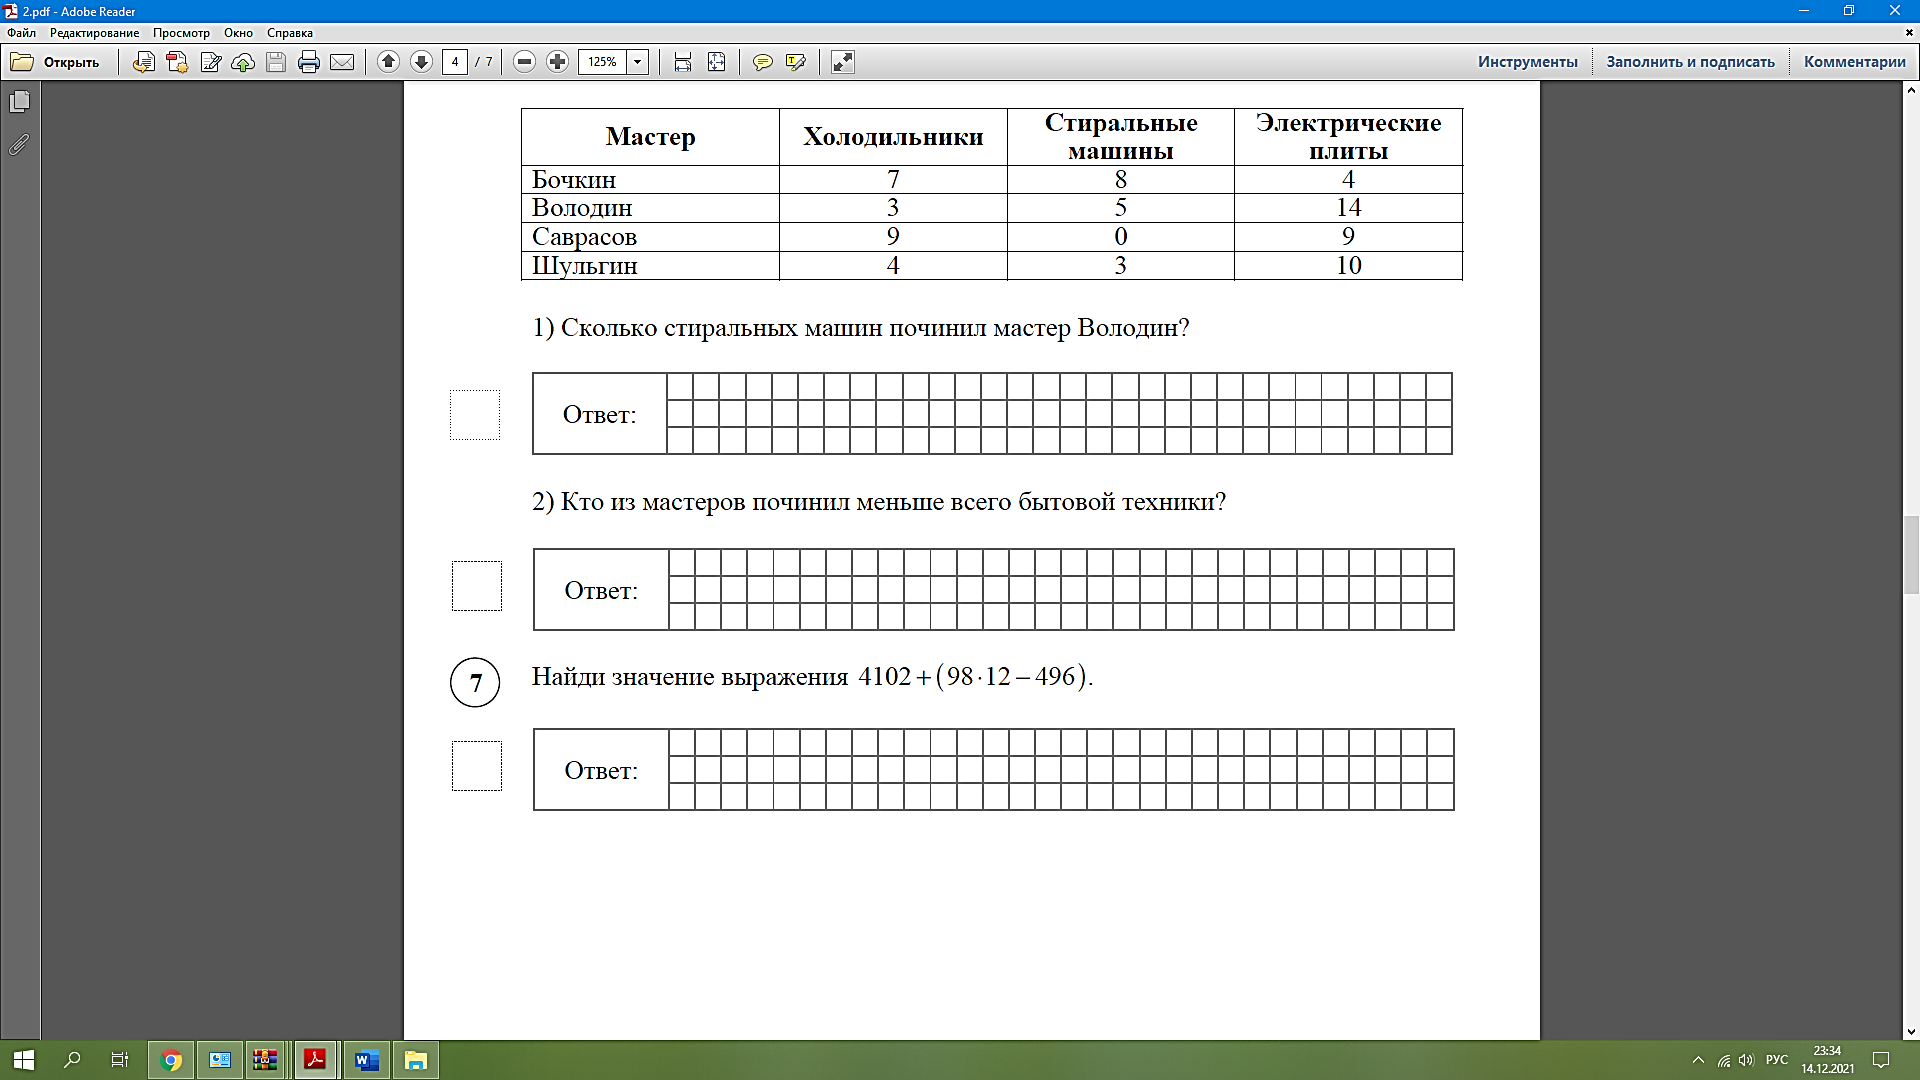 2.pdf - Adobe Reader
Файл Редактирование Просмотр Окно Справка
Открыть 4 / 7 125% Инструменты Заполнить и подписать Комментарии
Мастер Холодильники Стиральные машины Электрические плиты
Бочкин 7 8 4
Володин 3 5 14
Саврасов 9 0 9
Шульгин 4 3 10
1) Сколько стиральных машин починил мастер Володин?
Ответ:
2) Кто из мастеров починил меньше всего бытовой техники?
Ответ:
7 Найди значение выражения 4102+(98·12−496).
Ответ:
РУС
23:34
14.12.2021